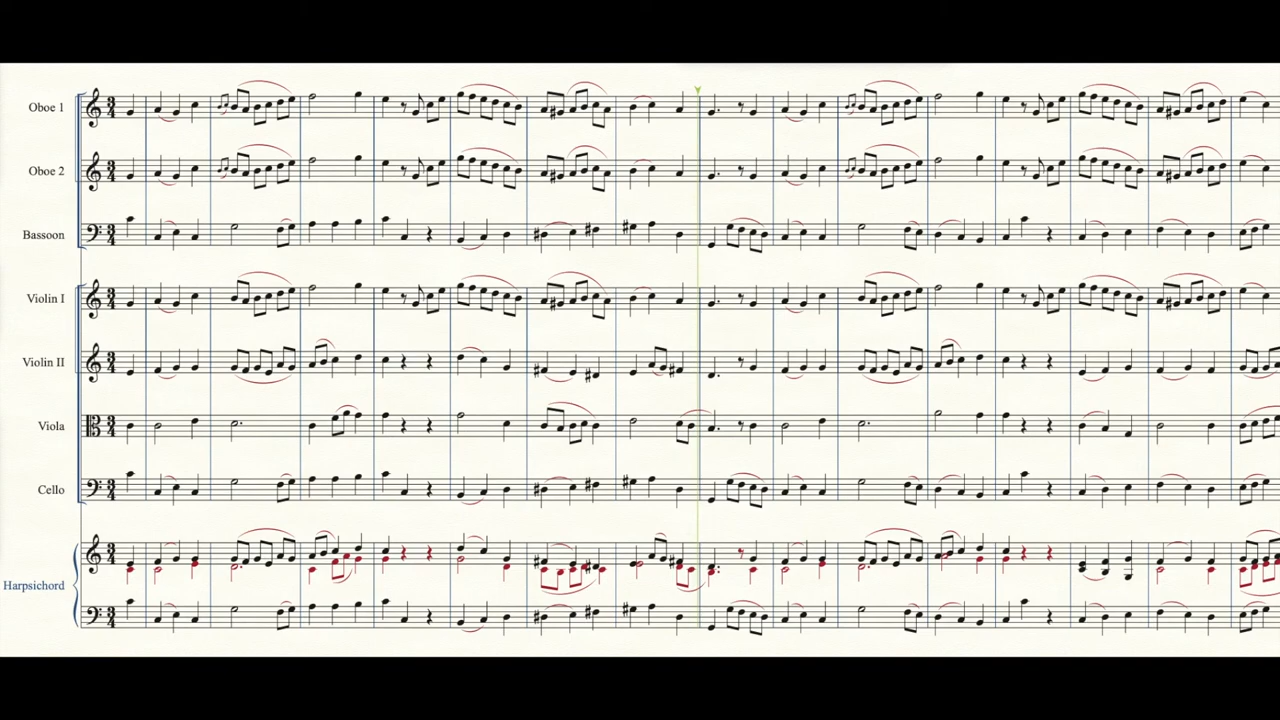 Oboe 1
Oboe 2
Bassoon
Violin I
Violin II
Viola
Cello
Harpsichord